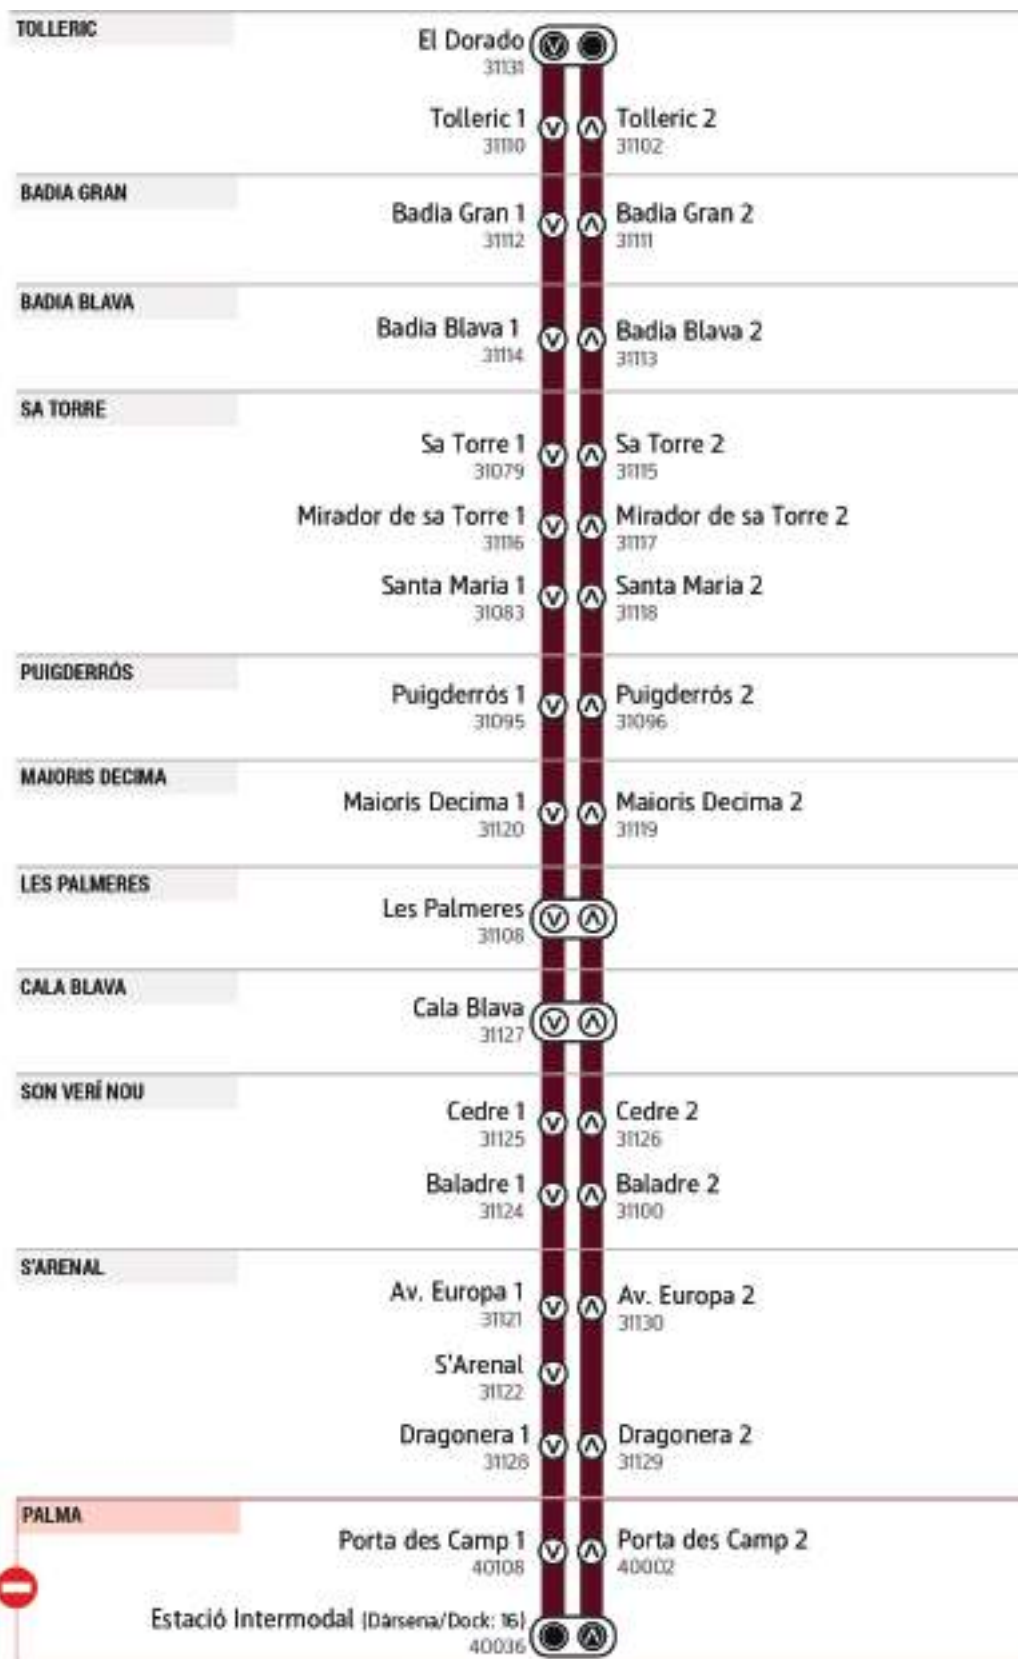 TOLLERIC
El Dorado
31131
Tolleric 1
31110
Tolleric 2
31102
BADIA GRAN
Badia Gran 1
31112
Badia Gran 2
31111
BADIA BLAVA
Badia Blava 1
31114
Badia Blava 2
31113
SA TORRE
Sa Torre 1
31079
Sa Torre 2
31115
Mirador de sa Torre 1
31116
Mirador de sa Torre 2
31117
Santa Maria 1
31083
Santa Maria 2
31118
PUIGDERRÓS
Puigderrós 1
31095
Puigderrós 2
31096
MAIORIS DECIMA
Maioris Decima 1
31120
Maioris Decima 2
31119
LES PALMERES
Les Palmeres
31108
CALA BLAVA
Cala Blava
31127
SON VERÍ NOU
Cedre 1
31125
Cedre 2
31126
Baladre 1
31124
Baladre 2
31100
S'ARENAL
Av. Europa 1
31121
Av. Europa 2
31130
S'Arenal
31122
Dragonera 1
31128
Dragonera 2
31129
PALMA
Porta des Camp 1
40108
Porta des Camp 2
40002
Estació Intermodal (Dàrsena/Dock: 16)
40036